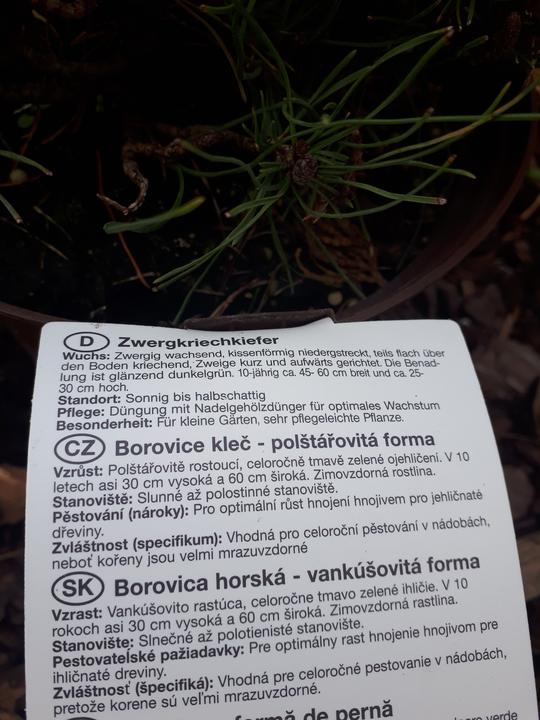 D Zwergkriechkiefer
Wuchs: Zwergig wachsend, kissenförmig niedergstreckt, teils flach über
den Boden kriechend, Zweige kurz und aufwärts gerichtet. Die Benad-
lung ist glänzend dunkelgrün. 10-jährig ca. 45- 60 cm breit und ca. 25-
30 cm hoch.
Standort: Sonnig bis halbschattig
Pflege: Düngung mit Nadelgehölzdünger für optimales Wachstum
Besonderheit: Für kleine Gärten, sehr pflegeleichte Pflanze.
CZ Borovice kleč - polštářovitá forma
Vzrůst: Polštářovitě rostoucí, celoročně tmavě zelené ojehličení. V 10
letech asi 30 cm vysoká a 60 cm široká. Zimovzdorná rostlina.
Stanoviště: Slunné až polostinné stanoviště.
Pěstování (nároky): Pro optimální růst hnojení hnojivem pro jehličnaté
dřeviny.
Zvláštnost (specifikum): Vhodná pro celoroční pěstování v nádobách,
neboť kořeny jsou velmi mrazuvzdorné
SK Borovica horská - vankúšovitá forma
Vzrast: Vankúšovito rastúca, celoročne tmavo zelené ihličie. V 10
rokoch asi 30 cm vysoká a 60 cm široká. Zimovzdorná rastlina.
Stanovište: Slnečné až polotienisté stanovište.
Pestovateľské pažiadavky: Pre optimálny rast hnojenie hnojivom pre
ihličnaté dreviny.
Zvláštnosť (špecifiká): Vhodná pre celoročné pestovanie v nádobách,
pretože korene sú veľmi mrazuvzdorné.
formă de pernă
verde